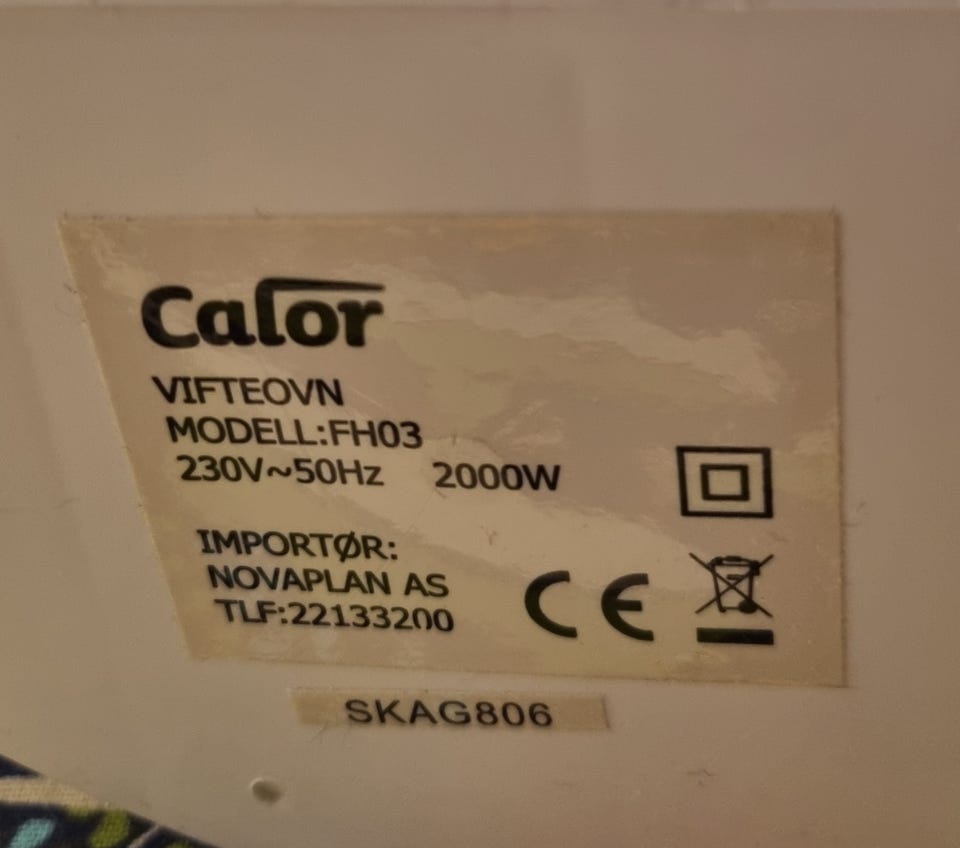 Calor
VIFTEOVN
MODELL:FH03
230V~50Hz 2000W
IMPORTØR:
NOVAPLAN AS
TLF:22133200
CE
SKAG806